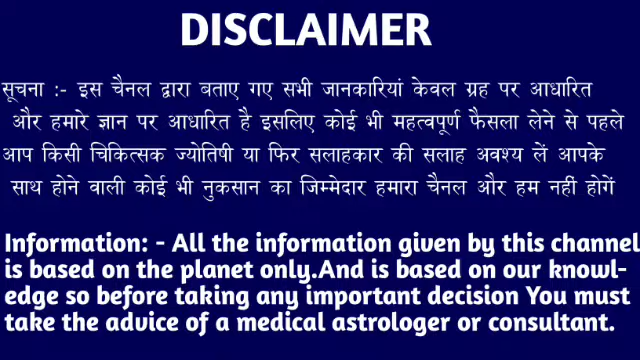 DISCLAIMER
सूचना :- इस चैनल द्वारा बताए गए सभी जानकारियां केवल ग्रह पर आधारित
और हमारे ज्ञान पर आधारित है इसलिए कोई भी महत्वपूर्ण फैसला लेने से पहले
आप किसी चिकित्सक ज्योतिषी या फिर सलाहकार की सलाह अवश्य लें आपके
साथ होने वाली कोई भी नुकसान का जिम्मेदार हमारा चैनल और हम नहीं होगें
Information: - All the information given by this channel
is based on the planet only.And is based on our knowl-
edge so before taking any important decision You must
take the advice of a medical astrologer or consultant.